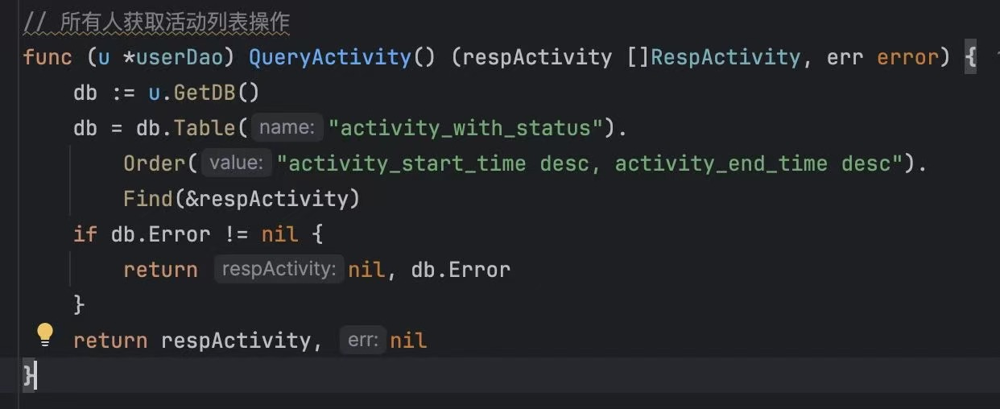 // 所有人获取活动列表操作
func (u *userDao) QueryActivity() (respActivity []RespActivity, err error) {
db := u.GetDB()
db = db.Table( name: "activity_with_status").
Order( value: "activity_start_time desc, activity_end_time desc").
Find(&respActivity)
if db.Error != nil {
return respActivity: nil, db.Error
}
return respActivity, err: nil
}